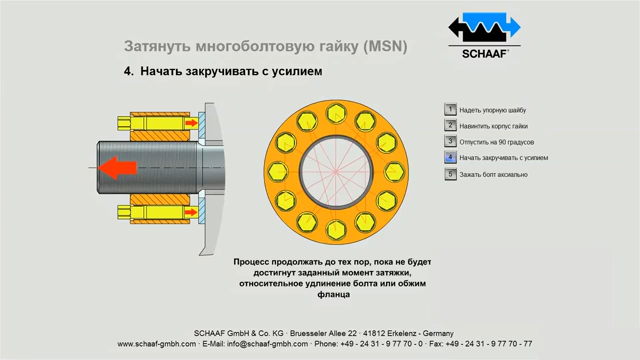 Затянуть многоболтовую гайку (MSN)
SCHAAF
4. Начать закручивать с усилием
1 Надеть упорную шайбу
2 Навинтить корпус гайки
3 Отпустить на 90 градусов
4 Начать закручивать с усилием
5 Зажать болт аксиально
Процесс продолжать до тех пор, пока не будет
достигнут заданный момент затяжки,
относительное удлинение болта или обжим
фланца
SCHAAF GmbH & Co. KG · Bruesseler Allee 22 · 41812 Erkelenz - Germany
www.schaaf-gmbh.com · E-Mail: info@schaaf-gmbh.com · Phone: +49 - 24 31 - 9 77 70 - 0 · Fax: +49 - 24 31 - 9 77 70 - 77